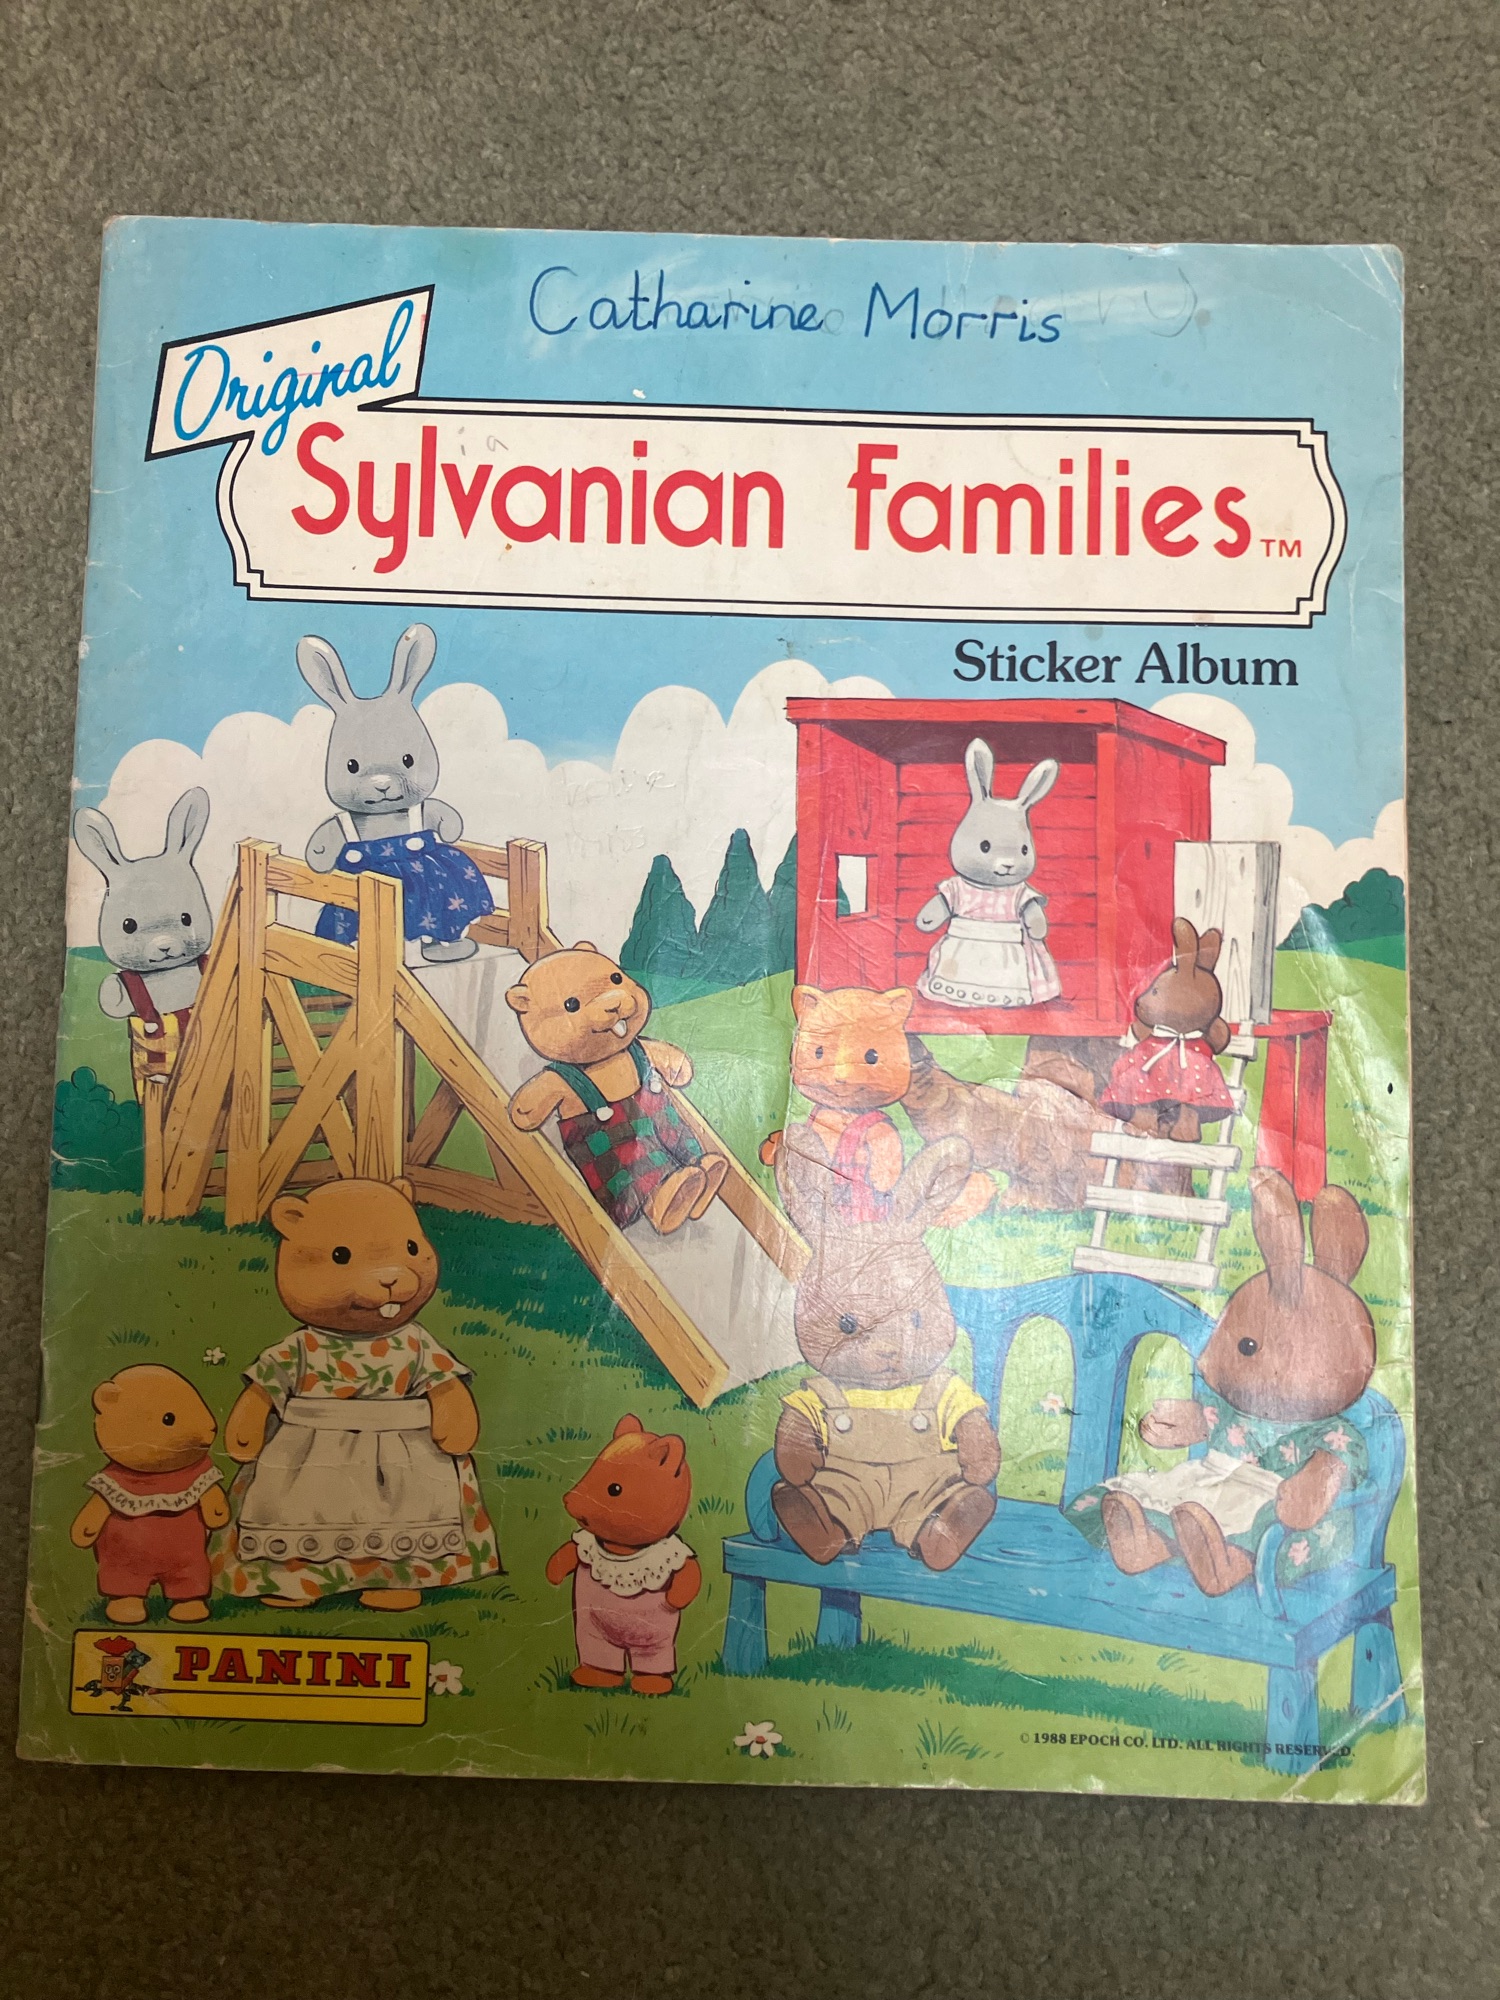 Catharine Morris
Original
Sylvanian families™
Sticker Album
PANINI
© 1988 EPOCH CO. LTD. ALL RIGHTS RESERVED.